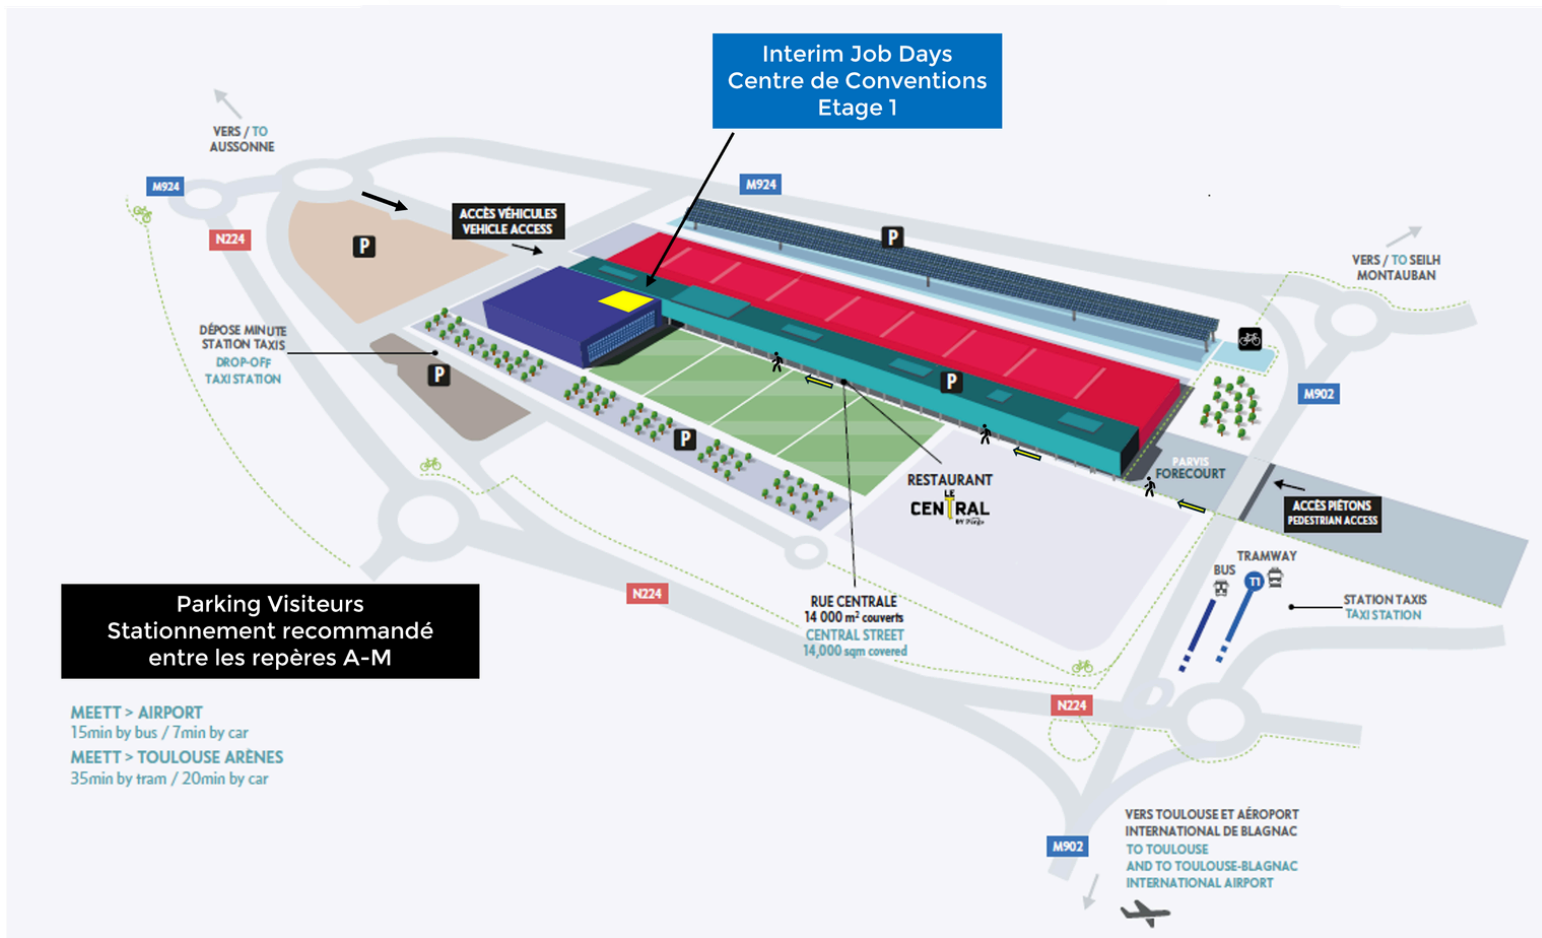 Interim Job Days
Centre de Conventions
Etage 1
VERS / TO
AUSSONNE
M924
N224
P
ACCÈS VÉHICULES
VEHICLE ACCESS
M924
P
VERS / TO SEILH
MONTAUBAN
DÉPOSE MINUTE
STATION TAXIS
DROP-OFF
TAXI STATION
P
P
P
M902
RESTAURANT
LE
CENTRAL
PARVIS
FORECOURT
ACCÈS PIÉTONS
PEDESTRIAN ACCESS
BUS
TRAMWAY
T1
STATION TAXIS
TAXI STATION
N224
RUE CENTRALE
14 000 m² couverts
CENTRAL STREET
14,000 sqm covered
Parking Visiteurs
Stationnement recommandé
entre les repères A-M
MEETT > AIRPORT
15min by bus / 7min by car
MEETT > TOULOUSE ARÈNES
35min by tram / 20min by car
N224
M902
VERS TOULOUSE ET AÉROPORT
INTERNATIONAL DE BLAGNAC
TO TOULOUSE
AND TO TOULOUSE-BLAGNAC
INTERNATIONAL AIRPORT